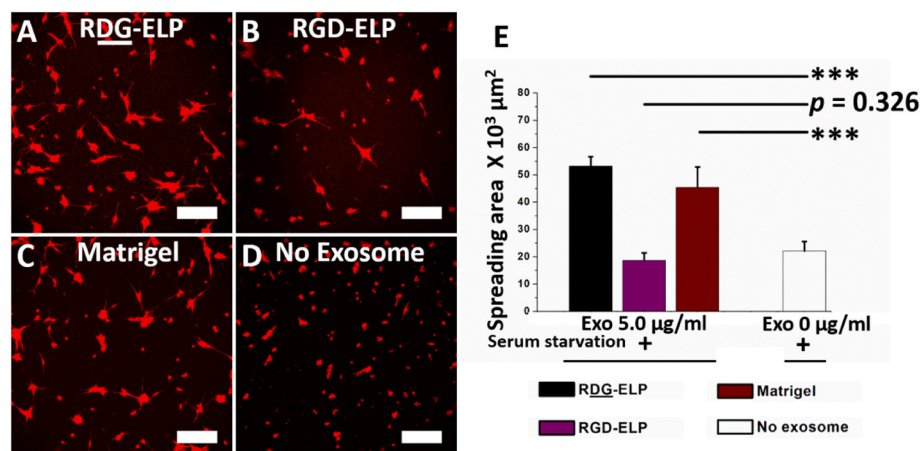 A RDG-ELP
B RGD-ELP
C Matrigel
D No Exosome
E
***
p = 0.326
***
Spreading area X 10³ µm²
80
70
60
50
40
30
20
10
0
Exo 5.0 µg/ml Exo 0 µg/ml
Serum starvation + +
RDG-ELP Matrigel
RGD-ELP No exosome